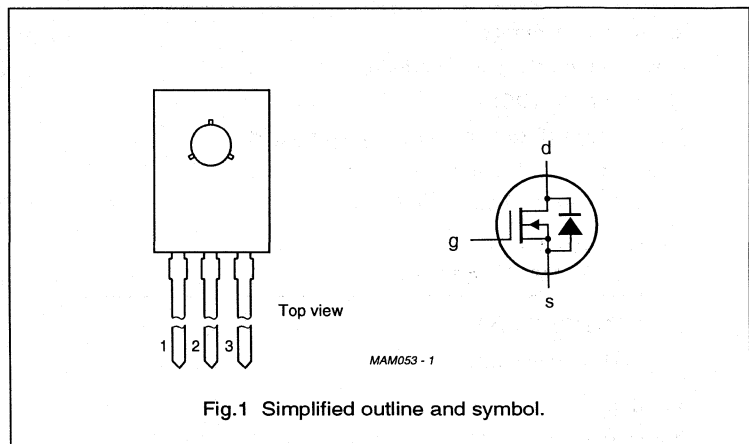 d
g
s
Top view
1 2 3
MAM053 - 1
Fig.1 Simplified outline and symbol.